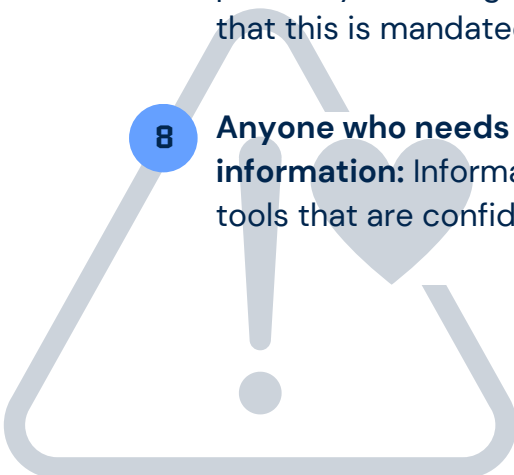 that this is mandate
8
Anyone who needs
information: Informa
tools that are confid